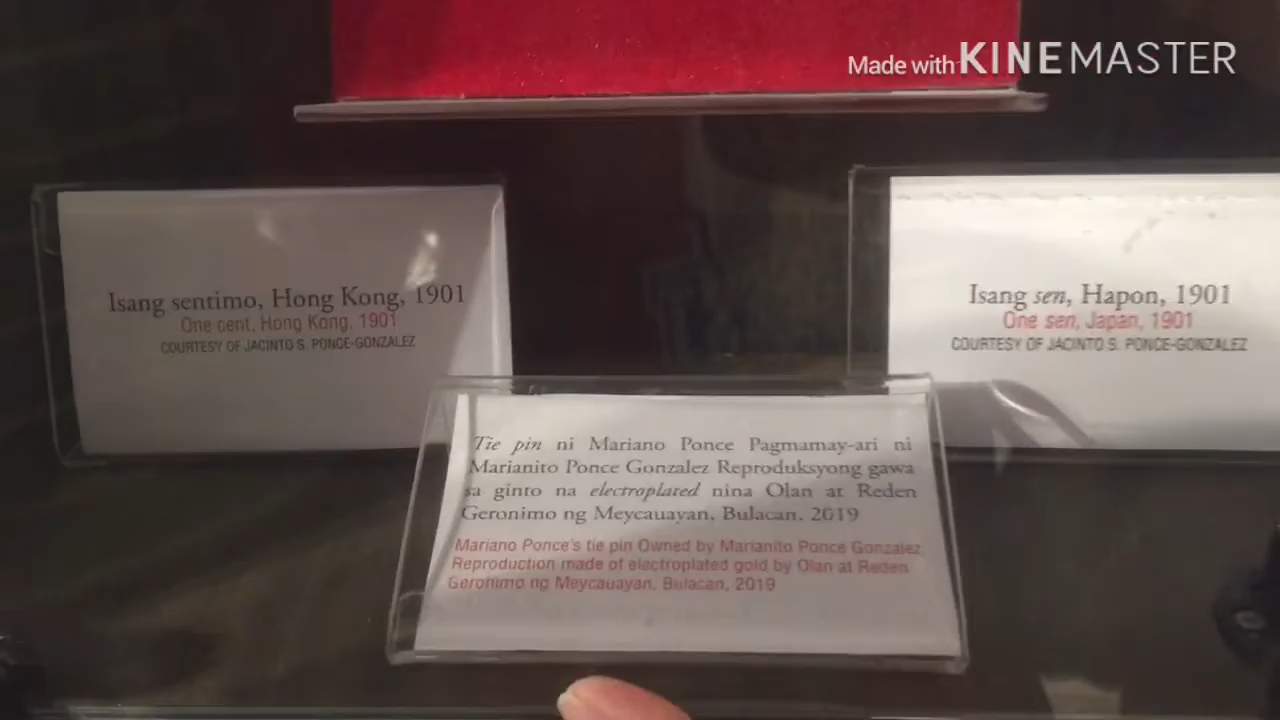 Made with KINEMASTER
Isang sentimo, Hong Kong, 1901
One cent, Hong Kong, 1901
COURTESY OF JACINTO S. PONCE-GONZALEZ
Isang sen, Hapon, 1901
One sen, Japan, 1901
COURTESY OF JACINTO S. PONCE-GONZALEZ
Tie pin ni Mariano Ponce Pagmamay-ari ni
Marianito Ponce Gonzalez Reproduksyong gawa
sa ginto na electroplated nina Olan at Reden
Geronimo ng Meycauayan, Bulacan, 2019
Mariano Ponce's tie pin Owned by Marianito Ponce Gonzalez
Reproduction made of electroplated gold by Olan at Reden
Geronimo ng Meycauayan, Bulacan, 2019